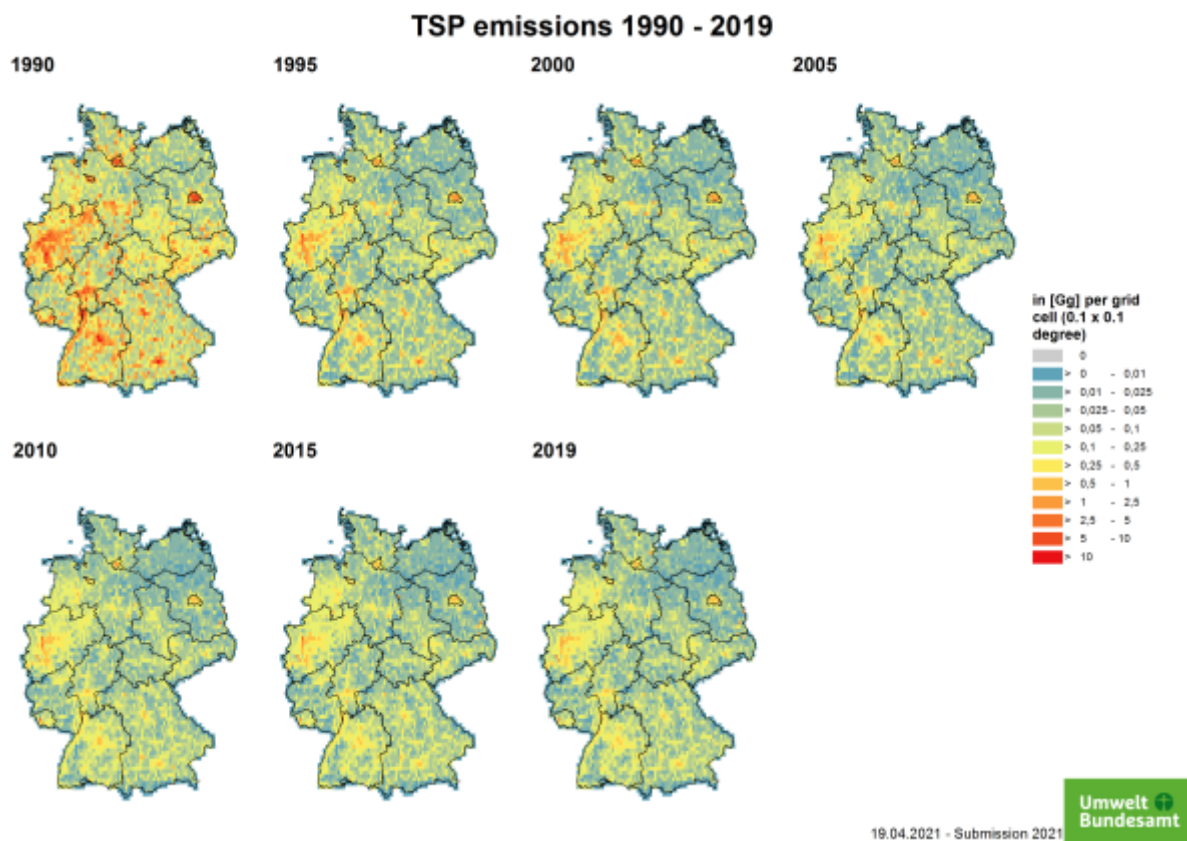 TSP emissions 1990 - 2019
1990
1995
2000
2005
in [Gg] per grid
cell (0.1 x 0.1
degree)
0
> 0 - 0,01
> 0,01 - 0,025
> 0,025 - 0,05
> 0,05 - 0,1
> 0,1 - 0,25
> 0,25 - 0,5
> 0,5 - 1
> 1 - 2,5
> 2,5 - 5
> 5 - 10
> 10
2010
2015
2019
Umwelt
Bundesamt
19.04.2021 - Submission 2021